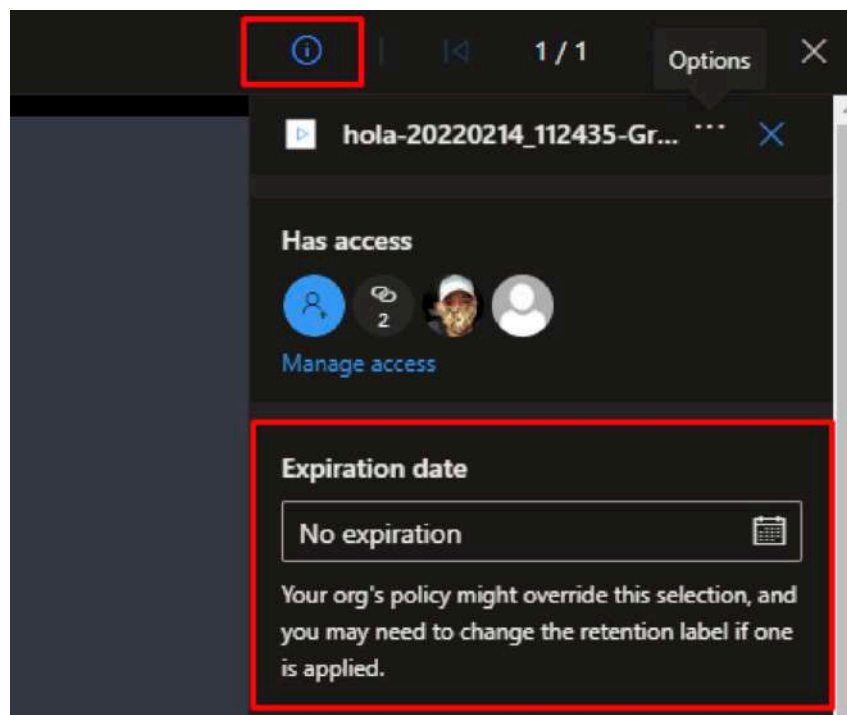 1 / 1
Options
hola-20220214_112435-Gr...
Has access
2
Manage access
Expiration date
No expiration
Your org's policy might override this selection, and
you may need to change the retention label if one
is applied.